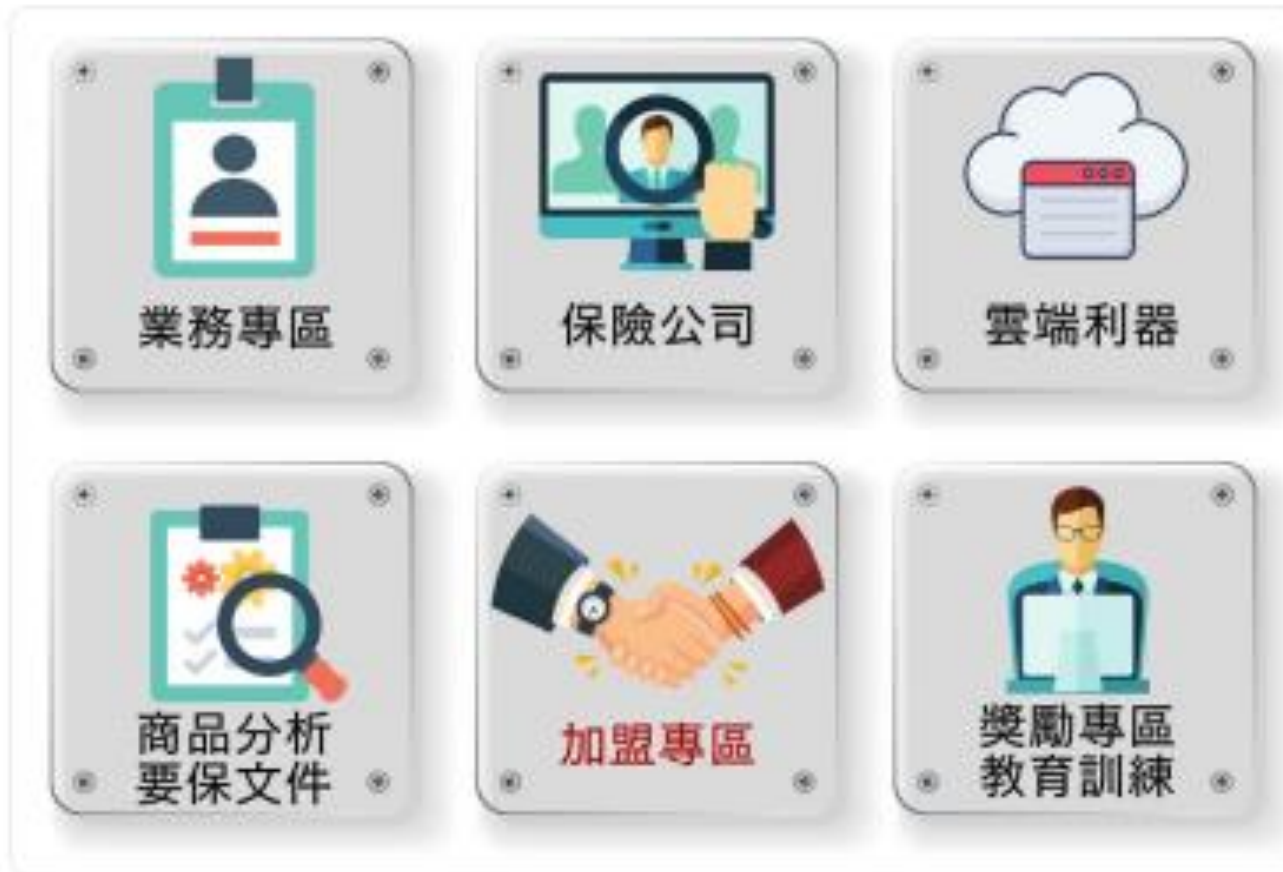 業務專區
保險公司
雲端利器
商品分析
要保文件
加盟專區
獎勵專區
教育訓練